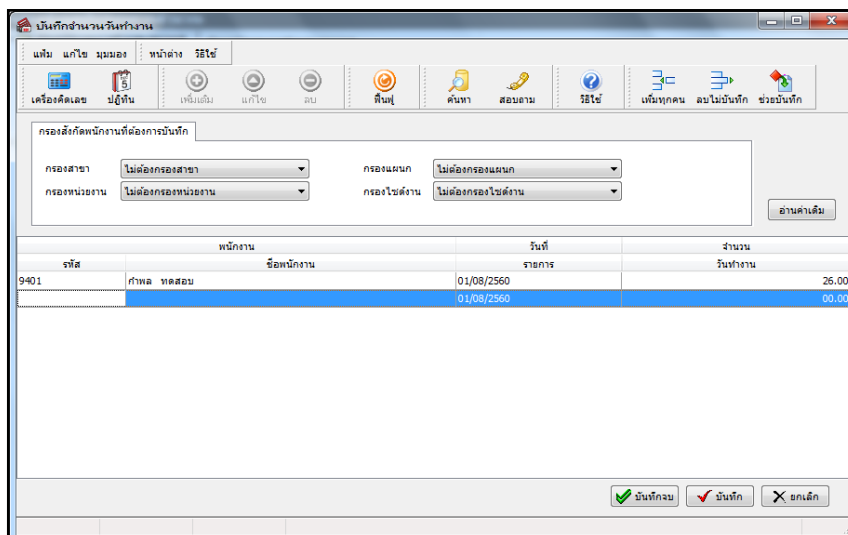 บันทึกจำนวนวันทำงาน
แฟ้ม แก้ไข มุมมอง หน้าต่าง วิธีใช้
เครื่องคิดเลข ปฏิทิน เพิ่มเติม แก้ไข ลบ ฟื้นฟู ค้นหา สอบถาม วิธีใช้ เพิ่มทุกคน ลบไม่บันทึก ช่วยบันทึก
กรองสังกัดพนักงานที่ต้องการบันทึก
กรองสาขา ไม่ต้องกรองสาขา กรองแผนก ไม่ต้องกรองแผนก
กรองหน่วยงาน ไม่ต้องกรองหน่วยงาน กรองไซด์งาน ไม่ต้องกรองไซด์งาน
อ่านค่าเดิม
พนักงาน วันที่ จำนวน
รหัส ชื่อพนักงาน รายการ วันทำงาน
9401 กำพล ทดสอบ 01/08/2560 26.00
01/08/2560 00.00
บันทึกจบ บันทึก ยกเลิก